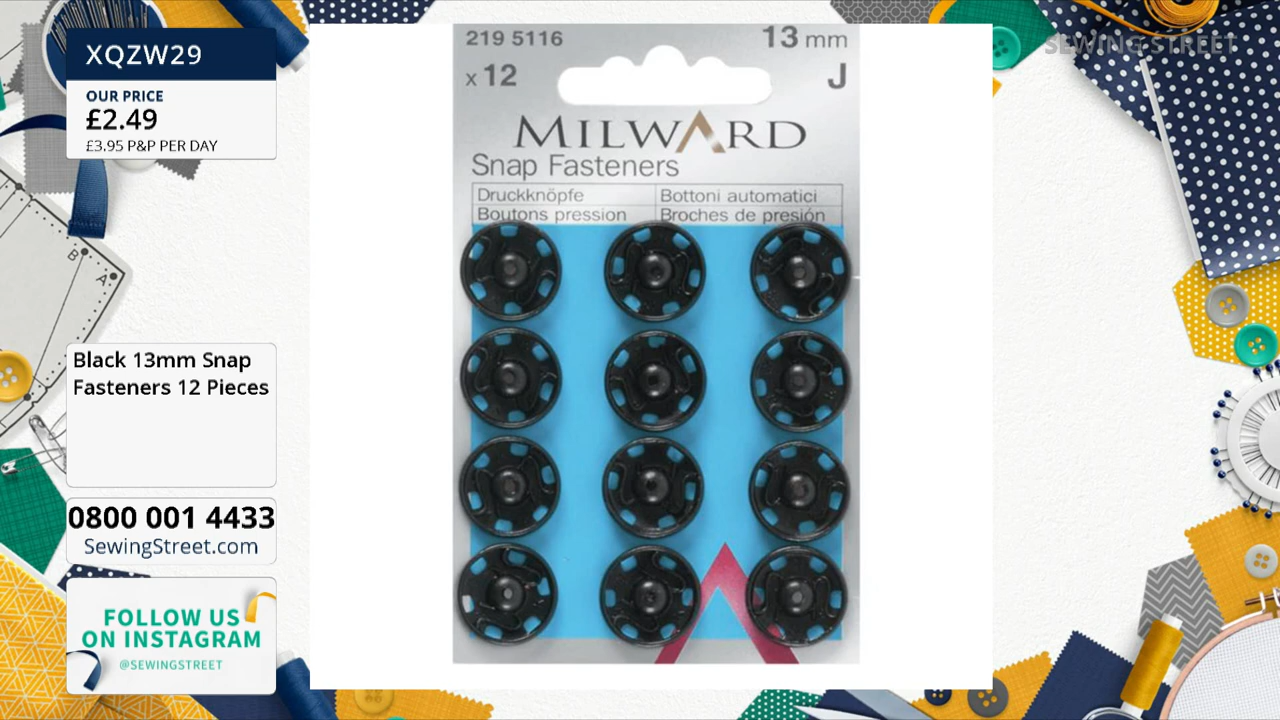 XQZW29
OUR PRICE
£2.49
£3.95 P&P PER DAY
Black 13mm Snap
Fasteners 12 Pieces
0800 001 4433
SewingStreet.com
FOLLOW US
ON INSTAGRAM
@SEWINGSTREET
219 5116
13 mm
x 12
J
MILWARD
Snap Fasteners
Druckknöpfe
Bottoni automatici
Boutons pression
Broches de presión
SEWING STREET
B
A